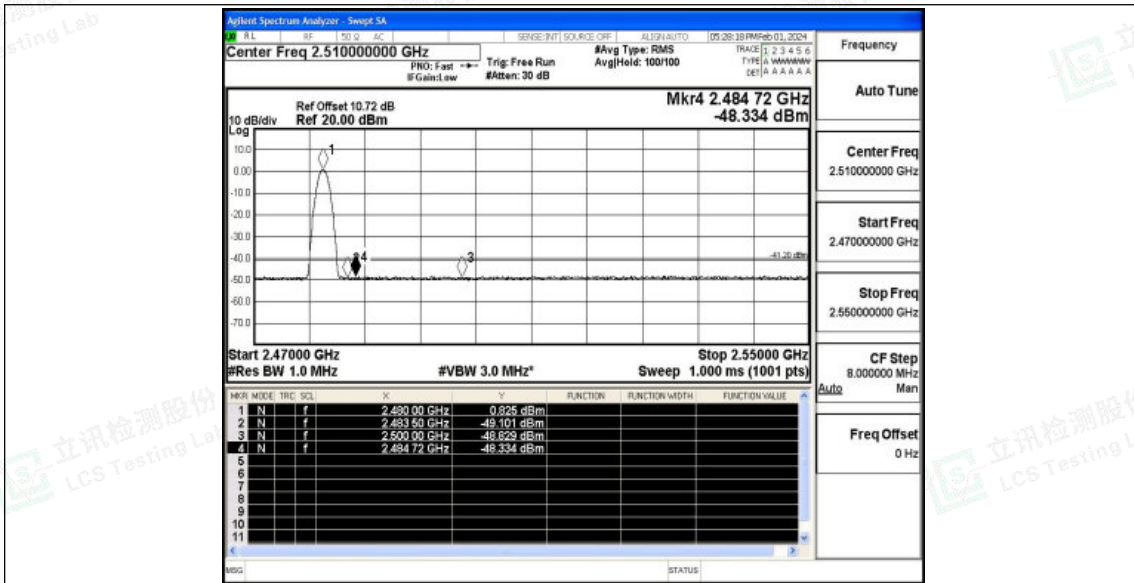 Agilent Spectrum Analyzer - Swept SA
RL RF 50 Ω AC SENSE:INT SOURCE OFF ALIGNAUTO 05:28:18 PM Feb 01, 2024
Center Freq 2.510000000 GHz
PNO: Fast
IFGain:Low
Trig: Free Run
#Atten: 30 dB
#Avg Type: RMS
Avg|Hold: 100/100
TRACE 1 2 3 4 5 6
TYPE A WWWWW
DET A A A A A A
Mkr4 2.484 72 GHz
-48.334 dBm
Ref Offset 10.72 dB
10 dB/div Ref 20.00 dBm
Log
10.0
0.00
-10.0
-20.0
-30.0
-40.0
-50.0
-60.0
-70.0
1
4
3
-41.20 dBm
Start 2.47000 GHz Stop 2.55000 GHz
#Res BW 1.0 MHz #VBW 3.0 MHz* Sweep 1.000 ms (1001 pts)
MKR MODE TRC SCL X Y FUNCTION FUNCTION WIDTH FUNCTION VALUE
1 N f 2.480 00 GHz 0.825 dBm
2 N f 2.483 50 GHz -49.101 dBm
3 N f 2.500 00 GHz -48.829 dBm
4 N f 2.484 72 GHz -48.334 dBm
5
6
7
8
9
10
11
MSG STATUS
Frequency
Auto Tune
Center Freq
2.510000000 GHz
Start Freq
2.470000000 GHz
Stop Freq
2.550000000 GHz
CF Step
8.000000 MHz
Auto Man
Freq Offset
0 Hz
立讯检测股份
LCS Testing Lab
立讯检测股份
LCS Testing L